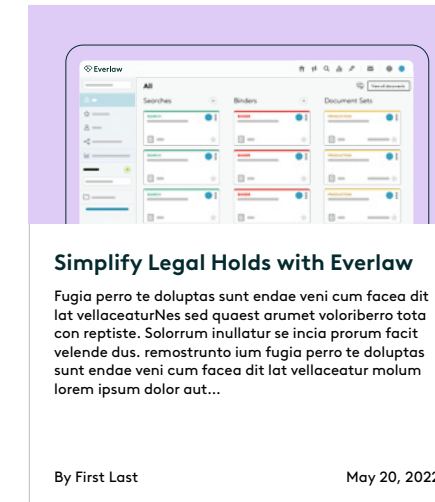 Everlaw
All
View all documents
Searches
Binders
Document Sets
Simplify Legal Holds with Everlaw
Fugia perro te doluptas sunt endae veni cum facea dit
lat vellaceaturNes sed quaest arumet voloriberro tota
con reptiste. Solorrum inullatur se incia prorum facit
velende dus. remostrunto ium fugia perro te doluptas
sunt endae veni cum facea dit lat vellaceatur molum
lorem ipsum dolor aut...
By First Last
May 20, 2022